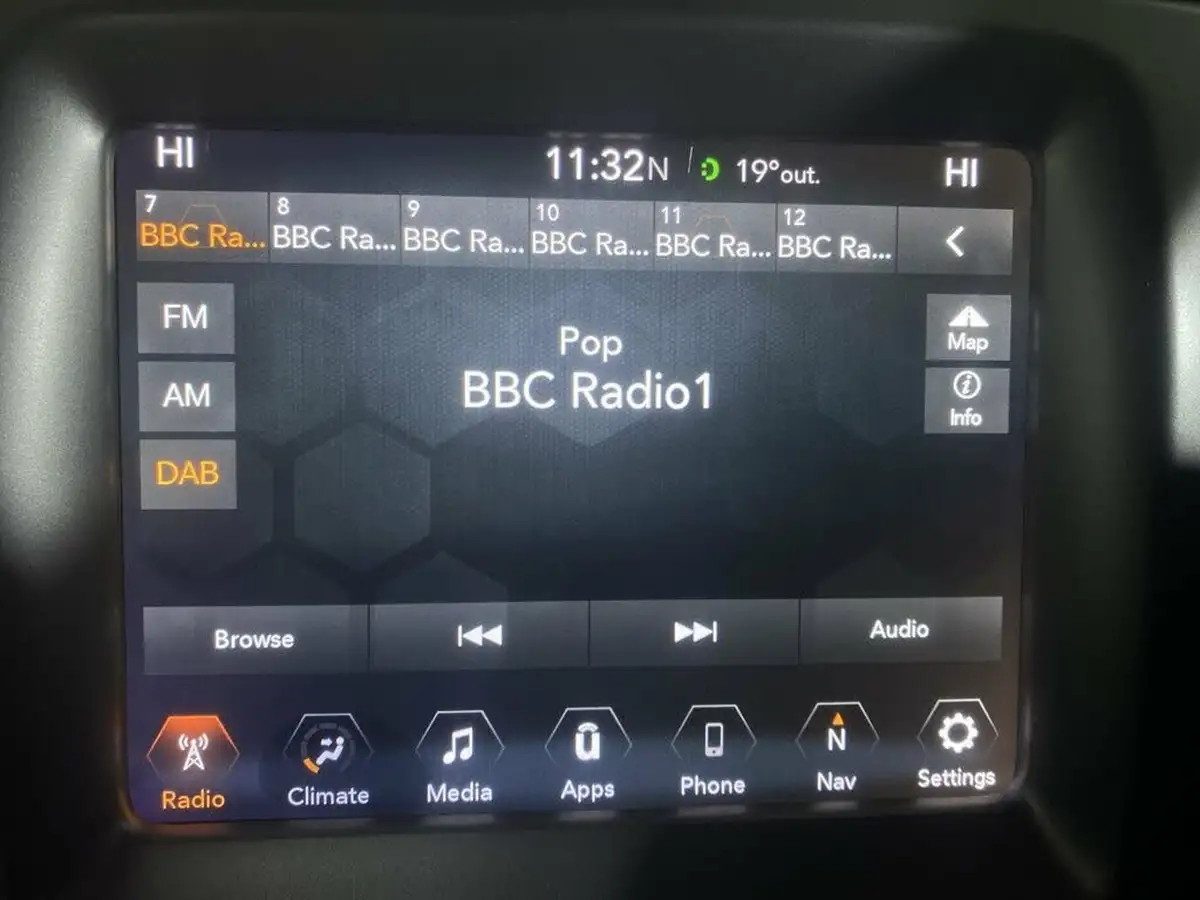 HI 11:32N 19°out. HI
7 8 9 10 11 12
BBC Ra... BBC Ra... BBC Ra... BBC Ra... BBC Ra... BBC Ra...
FM
Pop
Map
AM
BBC Radio1
Info
DAB
Browse Audio
N
Radio Climate Media Apps Phone Nav Settings